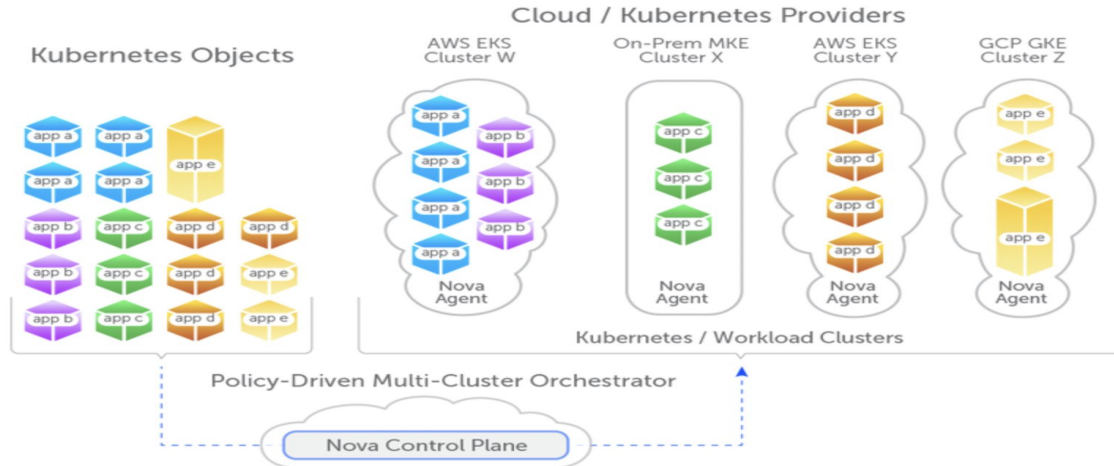 Cloud / Kubernetes Providers
Kubernetes Objects
AWS EKS
Cluster W
On-Prem MKE
Cluster X
AWS EKS
Cluster Y
GCP GKE
Cluster Z
app a
app a
app e
app a
app a
app b
app c
app d
app d
app b
app c
app d
app e
app b
app c
app d
app e
app a
app b
app a
app b
app a
app b
app a
Nova
Agent
app c
app c
app c
Nova
Agent
app d
app d
app d
app d
Nova
Agent
app e
app e
app e
Nova
Agent
Kubernetes / Workload Clusters
Policy-Driven Multi-Cluster Orchestrator
Nova Control Plane